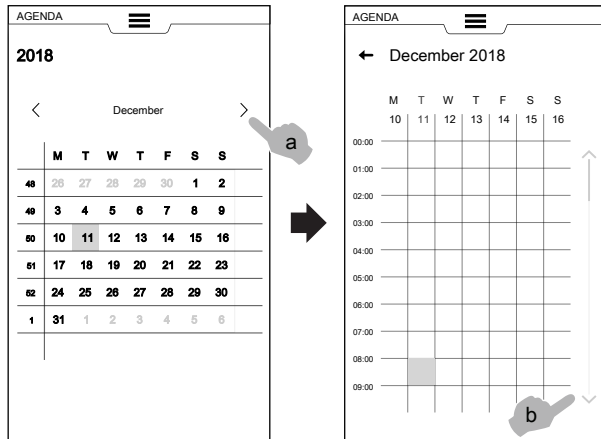 AGENDA
2018
December
M T W T F S S
48 26 27 28 29 30 1 2
49 3 4 5 6 7 8 9
50 10 11 12 13 14 15 16
51 17 18 19 20 21 22 23
52 24 25 26 27 28 29 30
1 31 1 2 3 4 5 6
a
AGENDA
December 2018
M T W T F S S
10 11 12 13 14 15 16
00:00
01:00
02:00
03:00
04:00
05:00
06:00
07:00
08:00
09:00
b